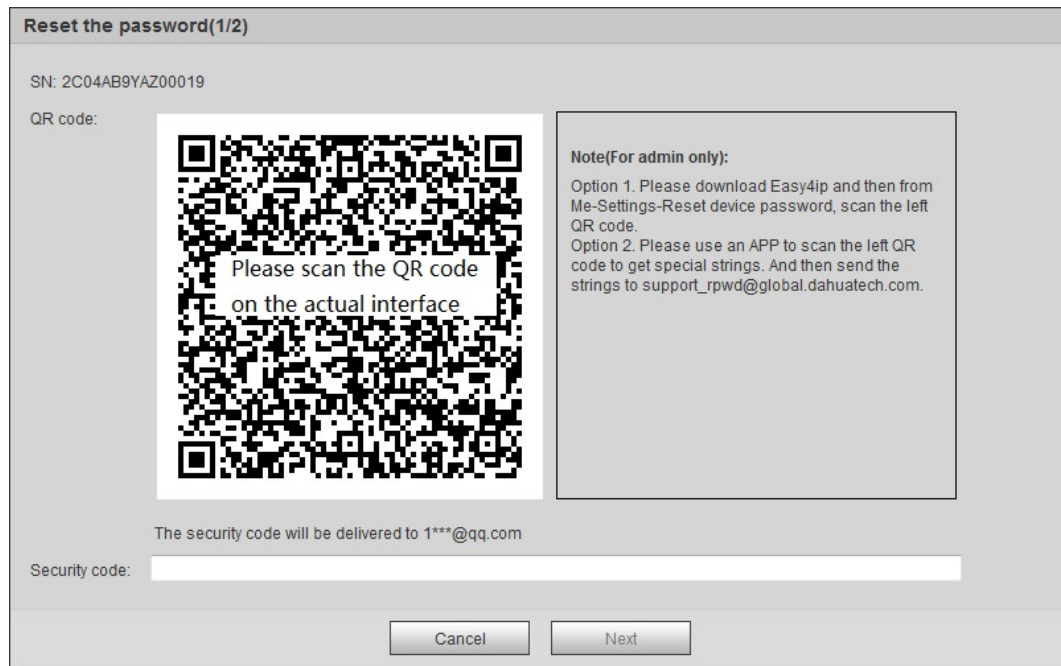 Reset the password(1/2)
SN: 2C04AB9YAZ00019
QR code:
Please scan the QR code
on the actual interface
Note(For admin only):
Option 1. Please download Easy4ip and then from
Me-Settings-Reset device password, scan the left
QR code.
Option 2. Please use an APP to scan the left QR
code to get special strings. And then send the
strings to support_rpwd@global.dahuatech.com.
The security code will be delivered to 1***@qq.com
Security code:
Cancel
Next